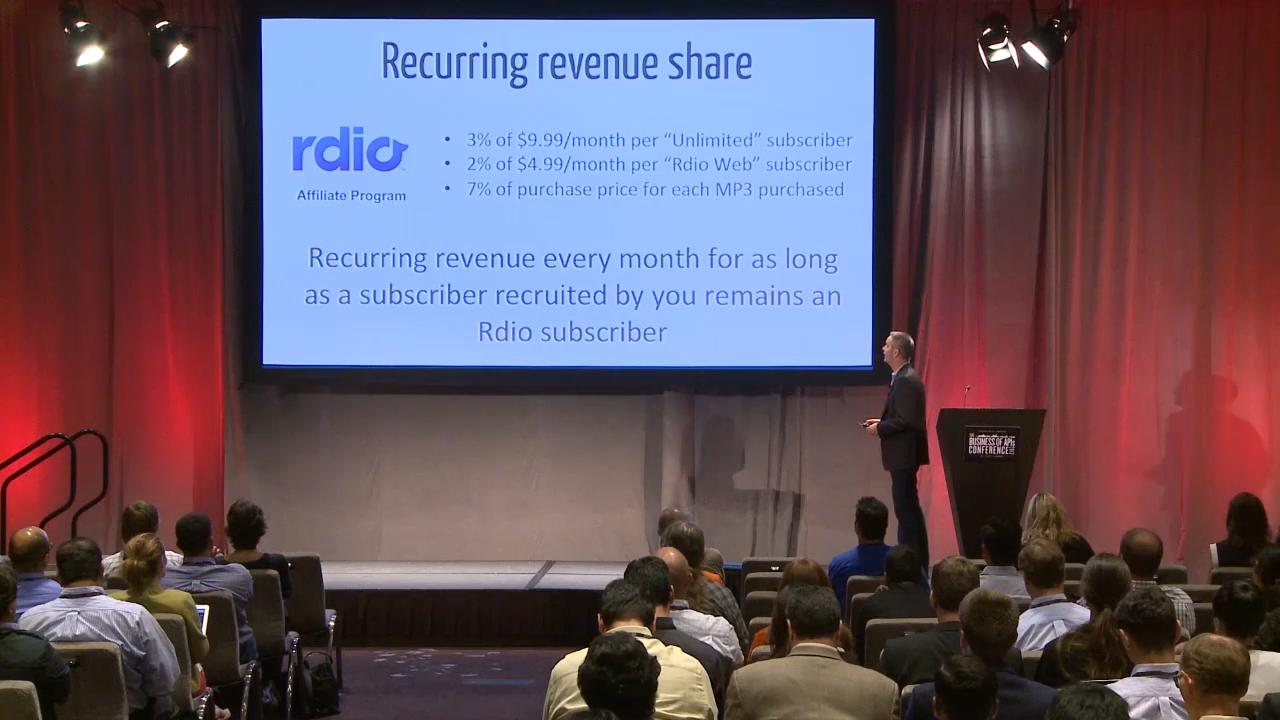 Recurring revenue share
rdio
Affiliate Program
• 3% of $9.99/month per “Unlimited” subscriber
• 2% of $4.99/month per “Rdio Web” subscriber
• 7% of purchase price for each MP3 purchased
Recurring revenue every month for as long
as a subscriber recruited by you remains an
Rdio subscriber
BUSINESS OF APIs
CONFERENCE